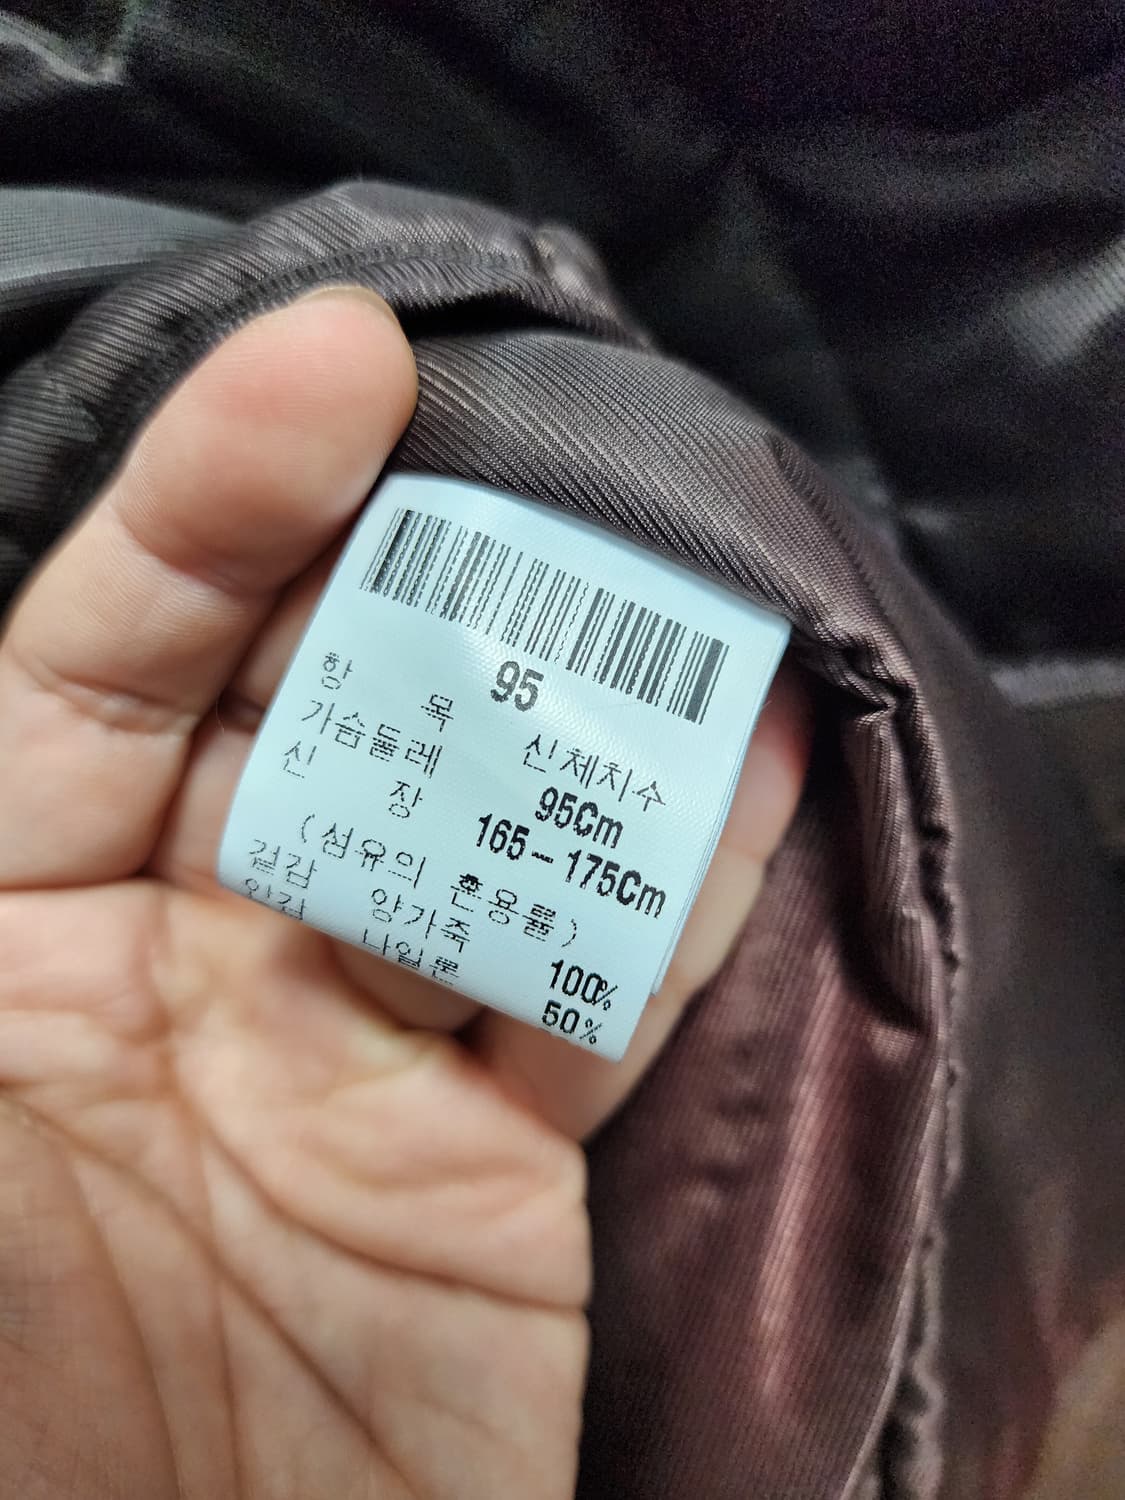 95
항 목 신체치수
가슴둘레 95Cm
신 장 165-175Cm
(섬유의 혼용률)
겉감 양가죽 100%
안감 나일론 50%